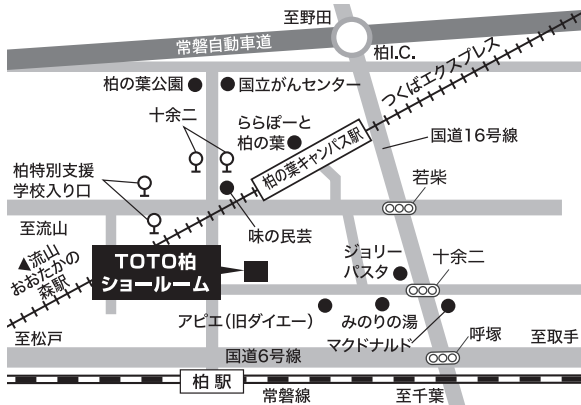 至野田
常磐自動車道
柏I.C.
つくばエクスプレス
柏の葉公園
国立がんセンター
十余二
ららぽーと
柏の葉
柏の葉キャンパス駅
国道16号線
柏特別支援
学校入り口
若柴
至流山
味の民芸
▲流山
おおたかの
森駅
TOTO柏
ショールーム
ジョリー
パスタ
十余二
アピエ(旧ダイエー)
みのりの湯
マクドナルド
至松戸
呼塚
至取手
国道6号線
柏駅
常磐線
至千葉